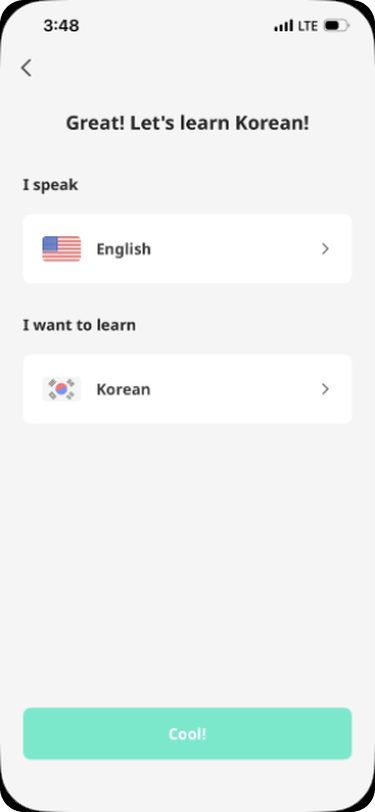 3:48 LTE
Great! Let's learn Korean!
I speak
English
I want to learn
Korean
Cool!